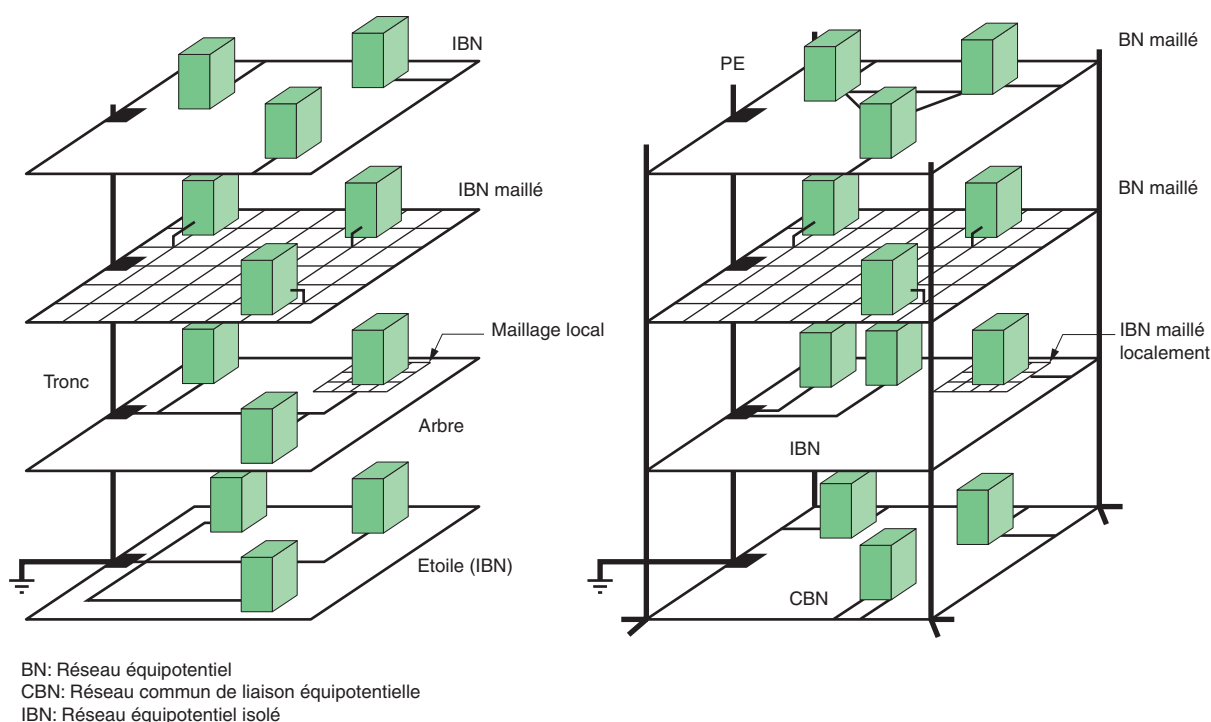 IBN
IBN maillé
Maillage local
Tronc
Arbre
Etoile (IBN)
BN maillé
PE
BN maillé
IBN maillé
localement
IBN
CBN
BN: Réseau équipotentiel
CBN: Réseau commun de liaison équipotentielle
IBN: Réseau équipotentiel isolé